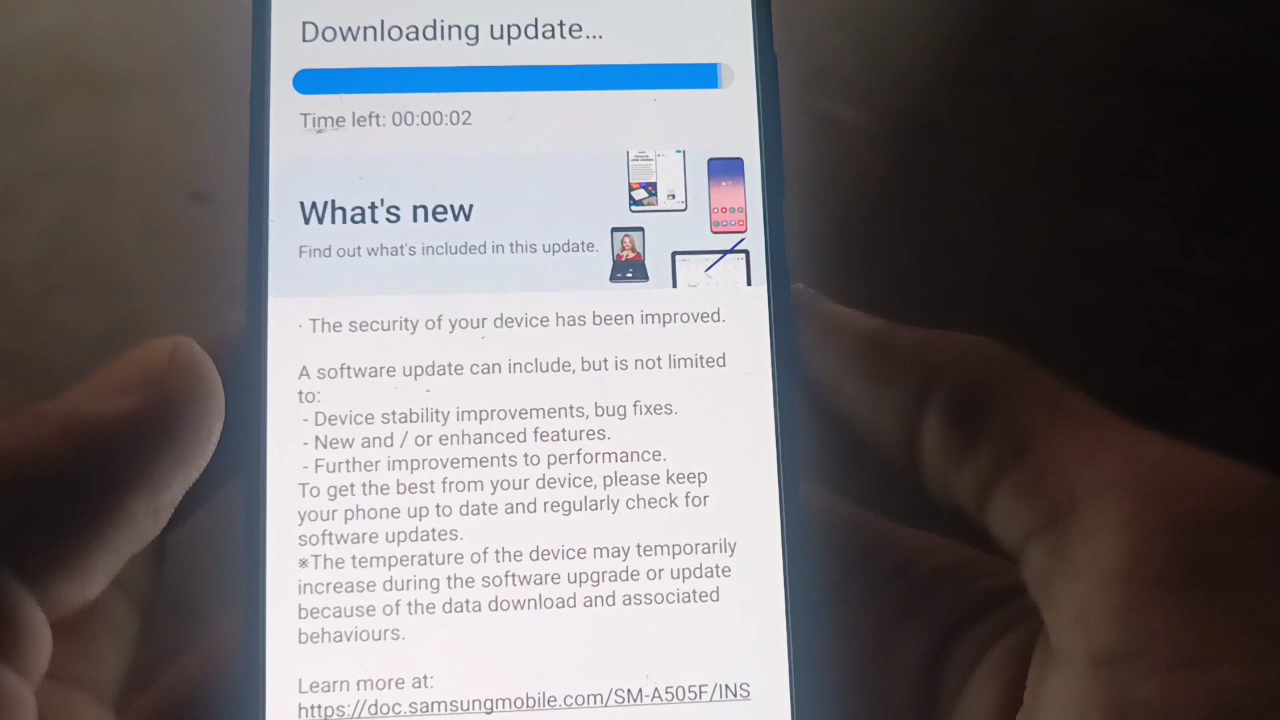 Downloading update...
Time left: 00:00:02
What's new
Find out what's included in this update.
· The security of your device has been improved.
A software update can include, but is not limited
to:
- Device stability improvements, bug fixes.
- New and / or enhanced features.
- Further improvements to performance.
To get the best from your device, please keep
your phone up to date and regularly check for
software updates.
※The temperature of the device may temporarily
increase during the software upgrade or update
because of the data download and associated
behaviours.
Learn more at:
https://doc.samsungmobile.com/SM-A505F/INS